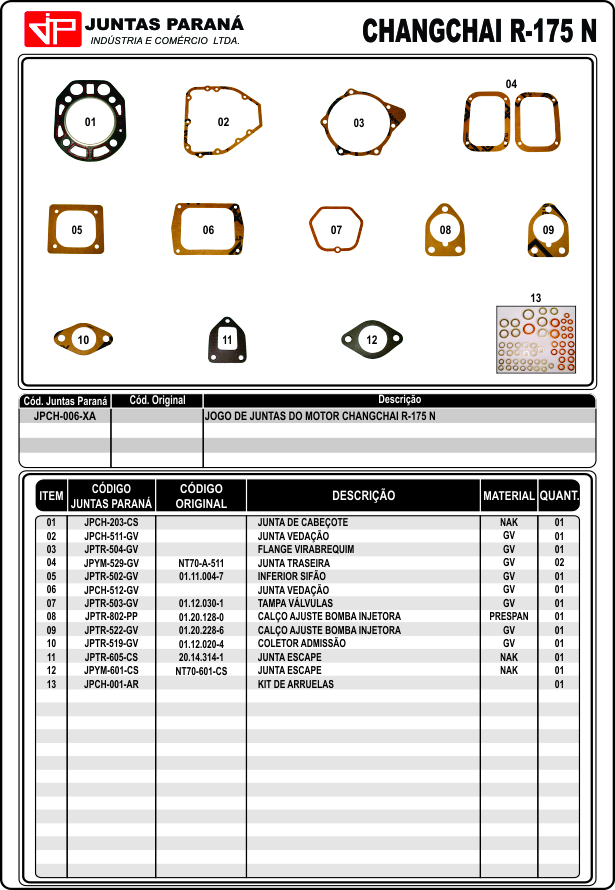 JP JUNTAS PARANÁ
INDÚSTRIA E COMÉRCIO LTDA.
CHANGCHAI R-175 N
01 02 03 04
05 06 07 08 09
10 11 12 13
Cód. Juntas Paraná Cód. Original Descrição
JPCH-006-XA JOGO DE JUNTAS DO MOTOR CHANGCHAI R-175 N
ITEM CÓDIGO JUNTAS PARANÁ CÓDIGO ORIGINAL DESCRIÇÃO MATERIAL QUANT.
01 JPCH-203-CS JUNTA DE CABEÇOTE NAK 01
02 JPCH-511-GV JUNTA VEDAÇÃO GV 01
03 JPTR-504-GV FLANGE VIRABREQUIM GV 01
04 JPYM-529-GV NT70-A-511 JUNTA TRASEIRA GV 02
05 JPTR-502-GV 01.11.004-7 INFERIOR SIFÃO GV 01
06 JPCH-512-GV JUNTA VEDAÇÃO GV 01
07 JPTR-503-GV 01.12.030-1 TAMPA VÁLVULAS GV 01
08 JPTR-802-PP 01.20.128-0 CALÇO AJUSTE BOMBA INJETORA PRESPAN 01
09 JPTR-522-GV 01.20.228-6 CALÇO AJUSTE BOMBA INJETORA GV 01
10 JPTR-519-GV 01.12.020-4 COLETOR ADMISSÃO GV 01
11 JPTR-605-CS 20.14.314-1 JUNTA ESCAPE NAK 01
12 JPYM-601-CS NT70-601-CS JUNTA ESCAPE NAK 01
13 JPCH-001-AR KIT DE ARRUELAS 01